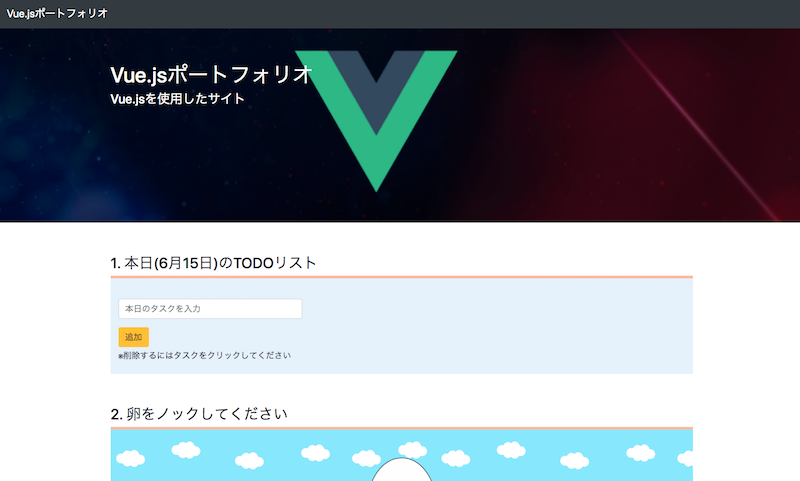 Vue.jsポートフォリオ
Vue.jsポートフォリオ
Vue.jsを使用したサイト
1. 本日(6月15日)のTODOリスト
本日のタスクを入力
追加
※削除するにはタスクをクリックしてください
2. 卵をノックしてください